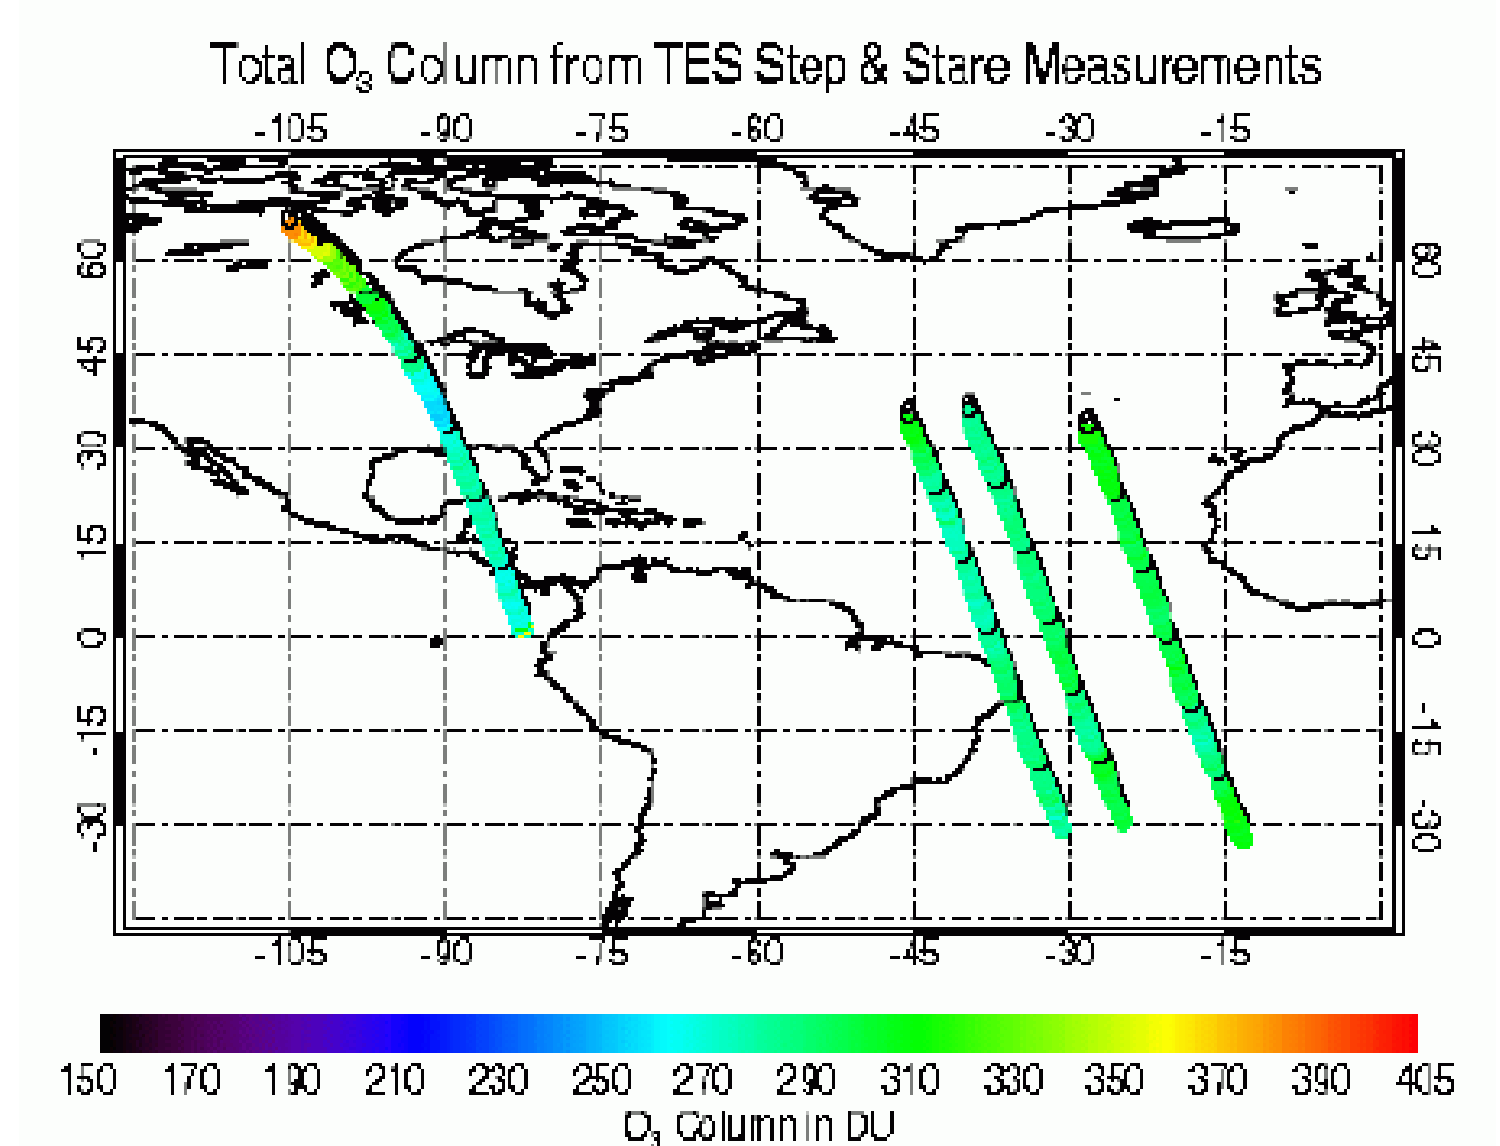 Total O₃ Column from TES Step & Stare Measurements
-105 -90 -75 -60 -45 -30 -15
60 60
45 45
30 30
15 15
0 0
-15 -15
-30 -30
-105 -90 -75 -60 -45 -30 -15
150 170 190 210 230 250 270 290 310 330 350 370 390 405
O₃ Column in DU